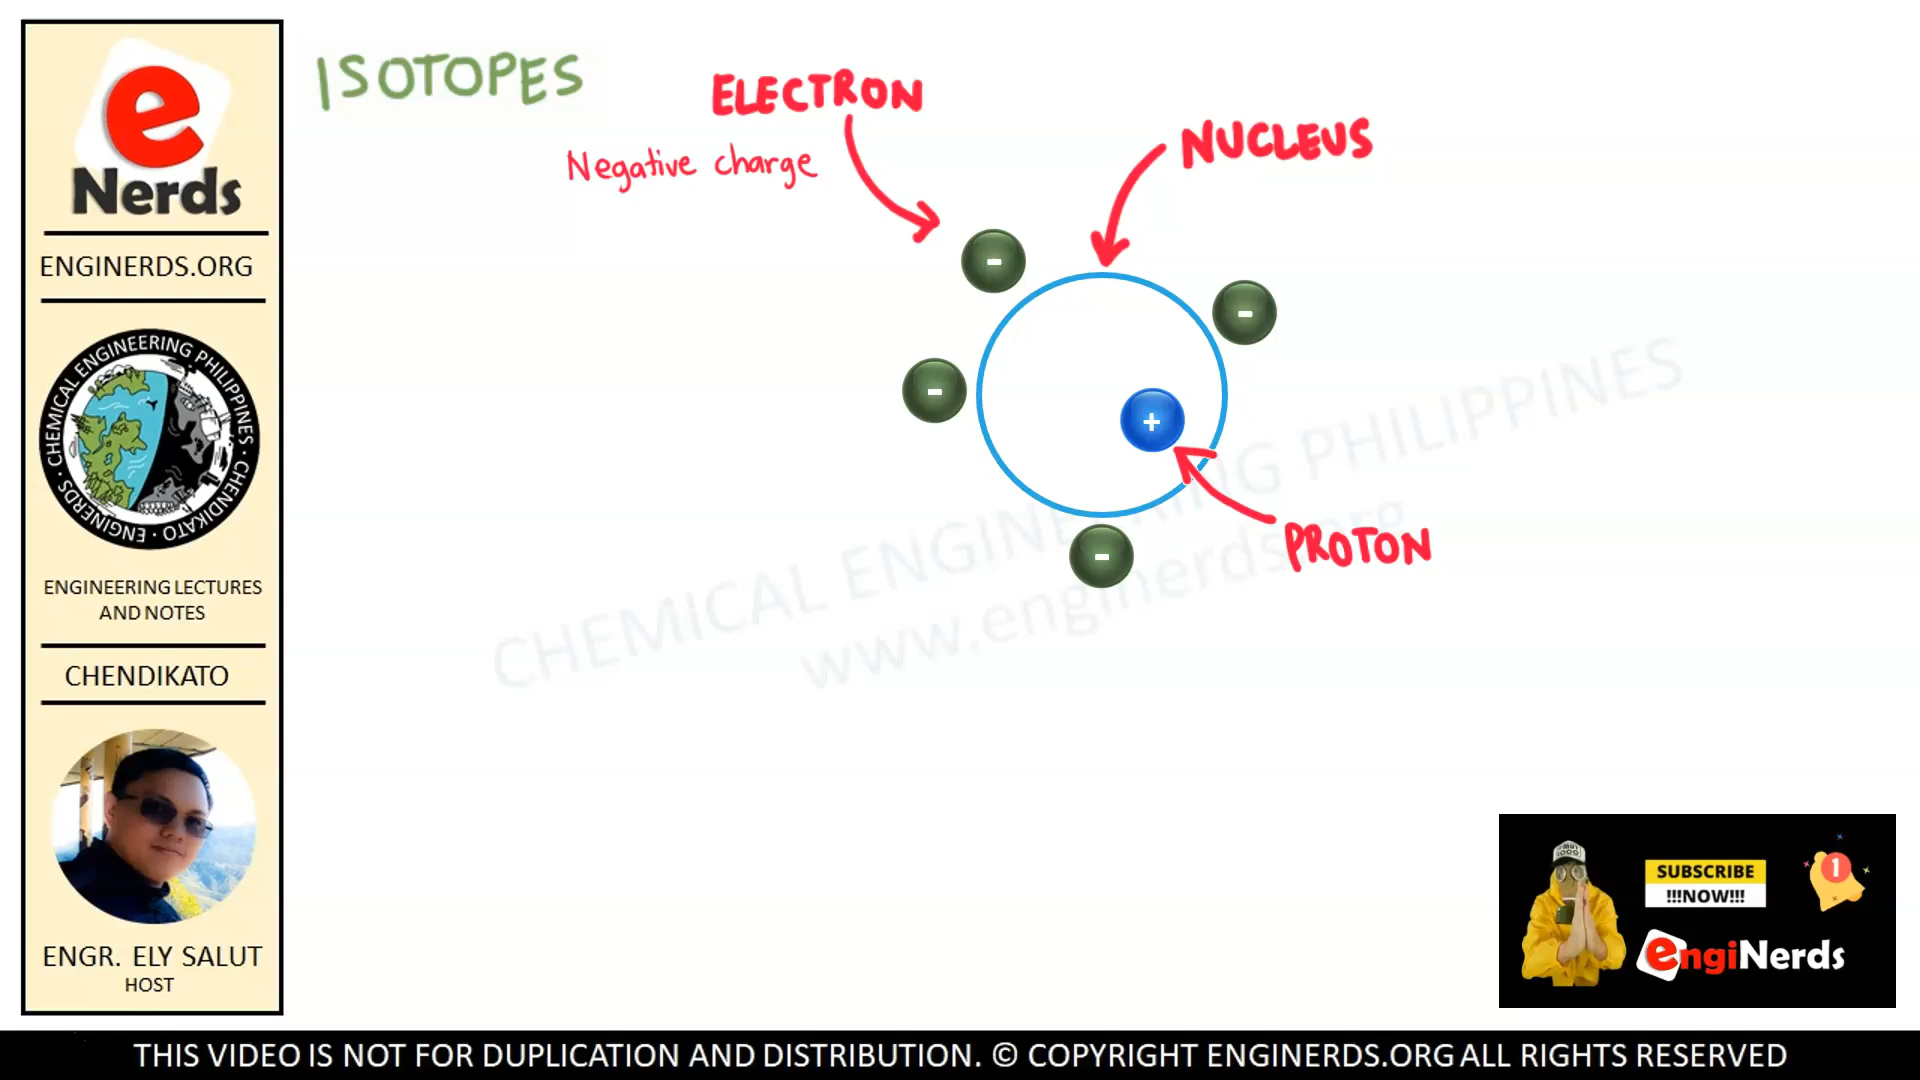 e
Nerds
ENGINERDS.ORG
CHEMICAL ENGINEERING PHILIPPINES · CHENDIKATO · ENGINERDS ·
ENGINEERING LECTURES
AND NOTES
CHENDIKATO
ENGR. ELY SALUT
HOST
ISOTOPES
ELECTRON
Negative charge
NUCLEUS
-
-
-
+
PROTON
-
CHEMICAL ENGINEERING PHILIPPINES
www.enginerds.org
SUBSCRIBE
!!!NOW!!!
1
engiNerds
THIS VIDEO IS NOT FOR DUPLICATION AND DISTRIBUTION. © COPYRIGHT ENGINERDS.ORG ALL RIGHTS RESERVED